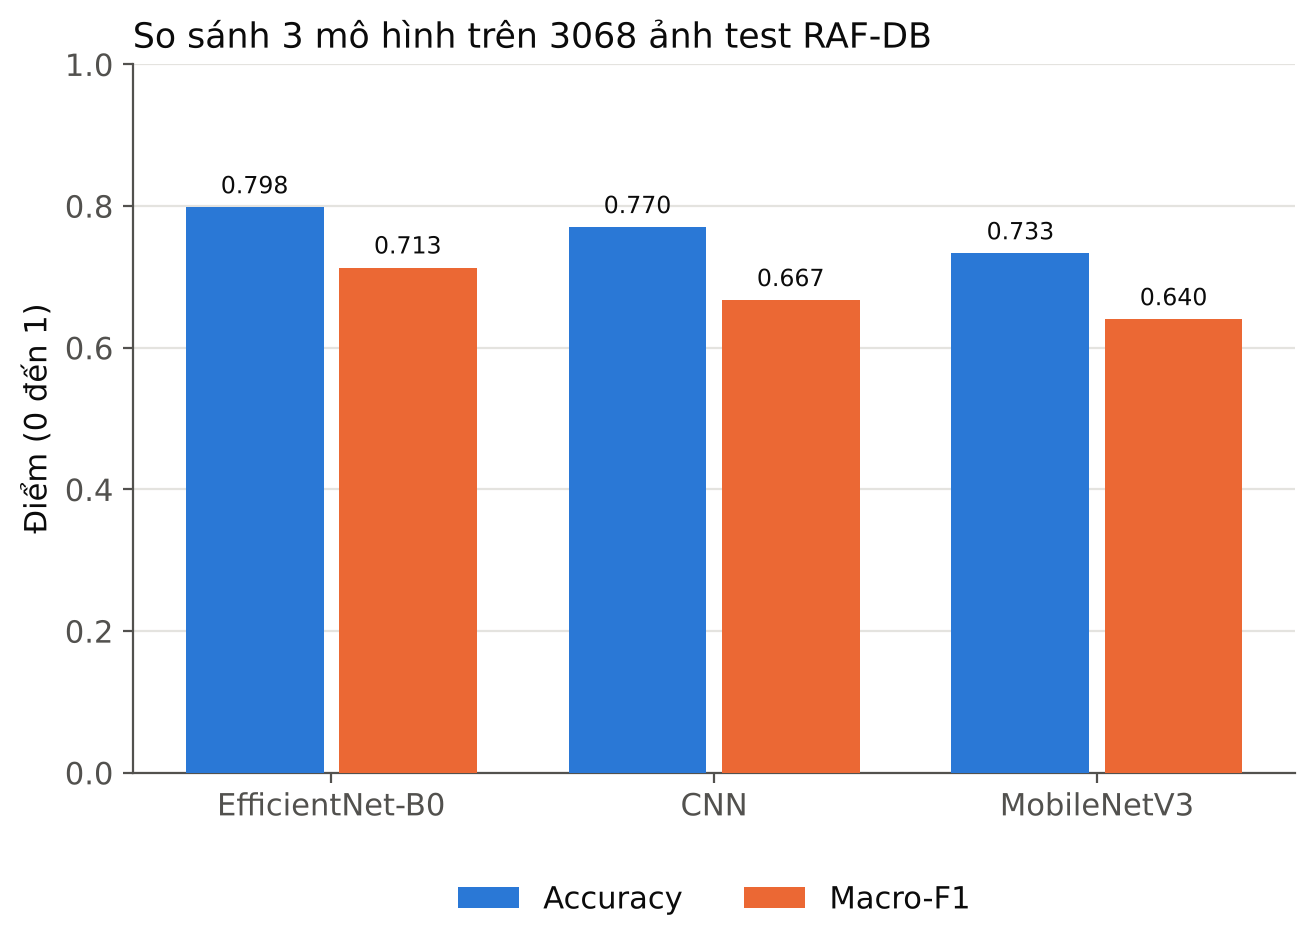 So sánh 3 mô hình trên 3068 ảnh test RAF-DB
Điểm (0 đến 1)
1.0
0.8
0.6
0.4
0.2
0.0
0.798
0.713
0.770
0.667
0.733
0.640
EfficientNet-B0
CNN
MobileNetV3
Accuracy
Macro-F1